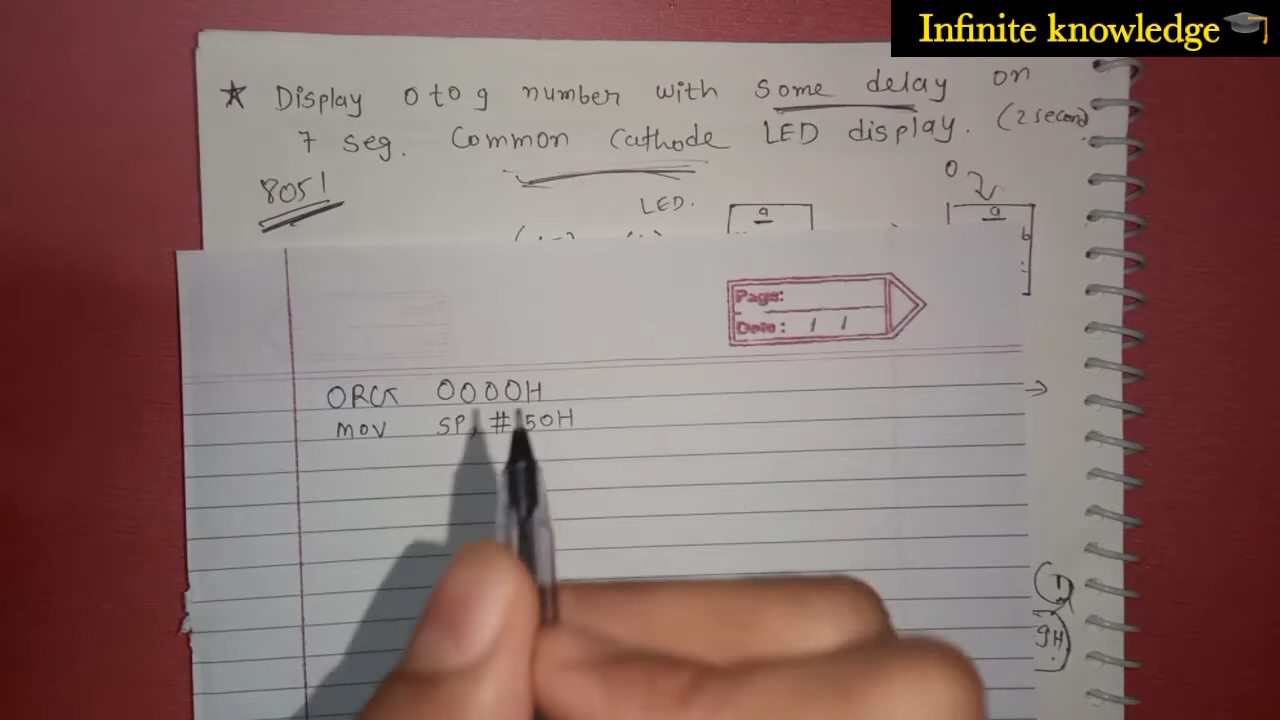 Infinite knowledge
★ Display 0 to 9 number with some delay on
7 seg. Common Cathode LED display. (2 second)
8051
LED.
0
a
a
b
Page:
Date: / /
ORG 0000H
MOV SP, #50H
9H